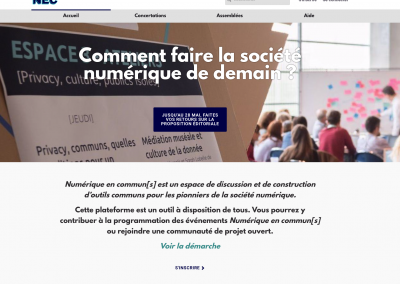 NEC
Accueil
Concertations
Assemblées
Aide
ESPACE
[Privacy, culture, publics isolés]
Comment faire la société
numérique de demain ?
[JEUDI]
Privacy, communs, quelles
Médiation muséale et
culture de la donnée
JUSQU'AU 28 MAI, FAITES
VOS RETOURS SUR LA
PROPOSITION ÉDITORIALE
Numérique en commun[s] est un espace de discussion et de construction
d'outils communs pour les pionniers de la société numérique.
Cette plateforme est un outil à disposition de tous. Vous pourrez y
contribuer à la programmation des événements Numérique en commun[s]
ou rejoindre une communauté de projet ouvert.
Voir la démarche
S'INSCRIRE